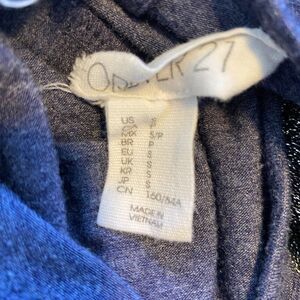 27
US S
MX S/P
BR P
EU S
UK S
KR S
JP S
CN 160/84A
MADE IN
VIETNAM